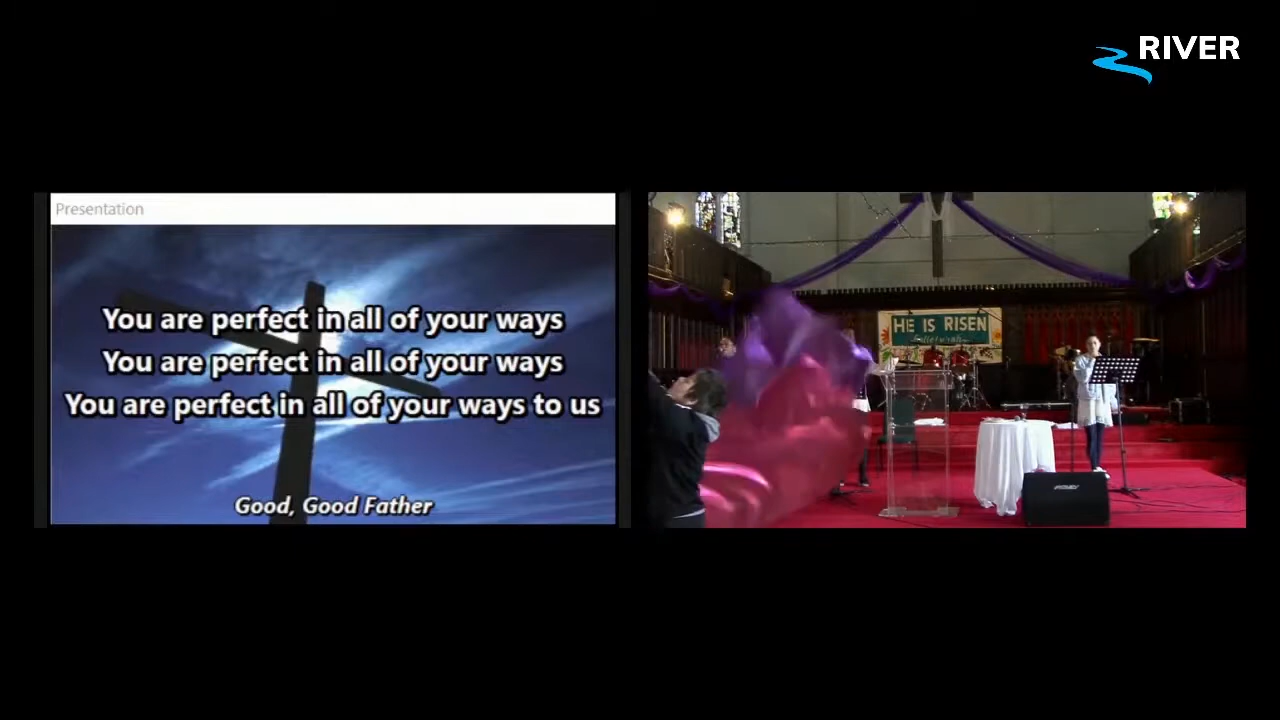 RIVER
Presentation
You are perfect in all of your ways
You are perfect in all of your ways
You are perfect in all of your ways to us
Good, Good Father
HE IS RISEN